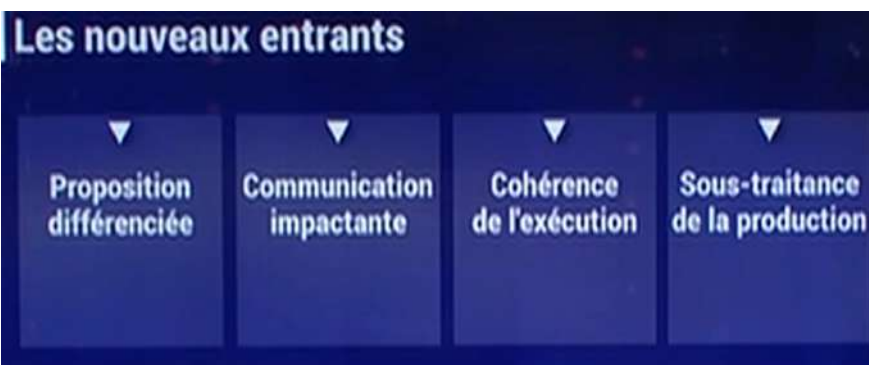 Les nouveaux entrants
Proposition
différenciée
Communication
impactante
Cohérence
de l'exécution
Sous-traitance
de la production